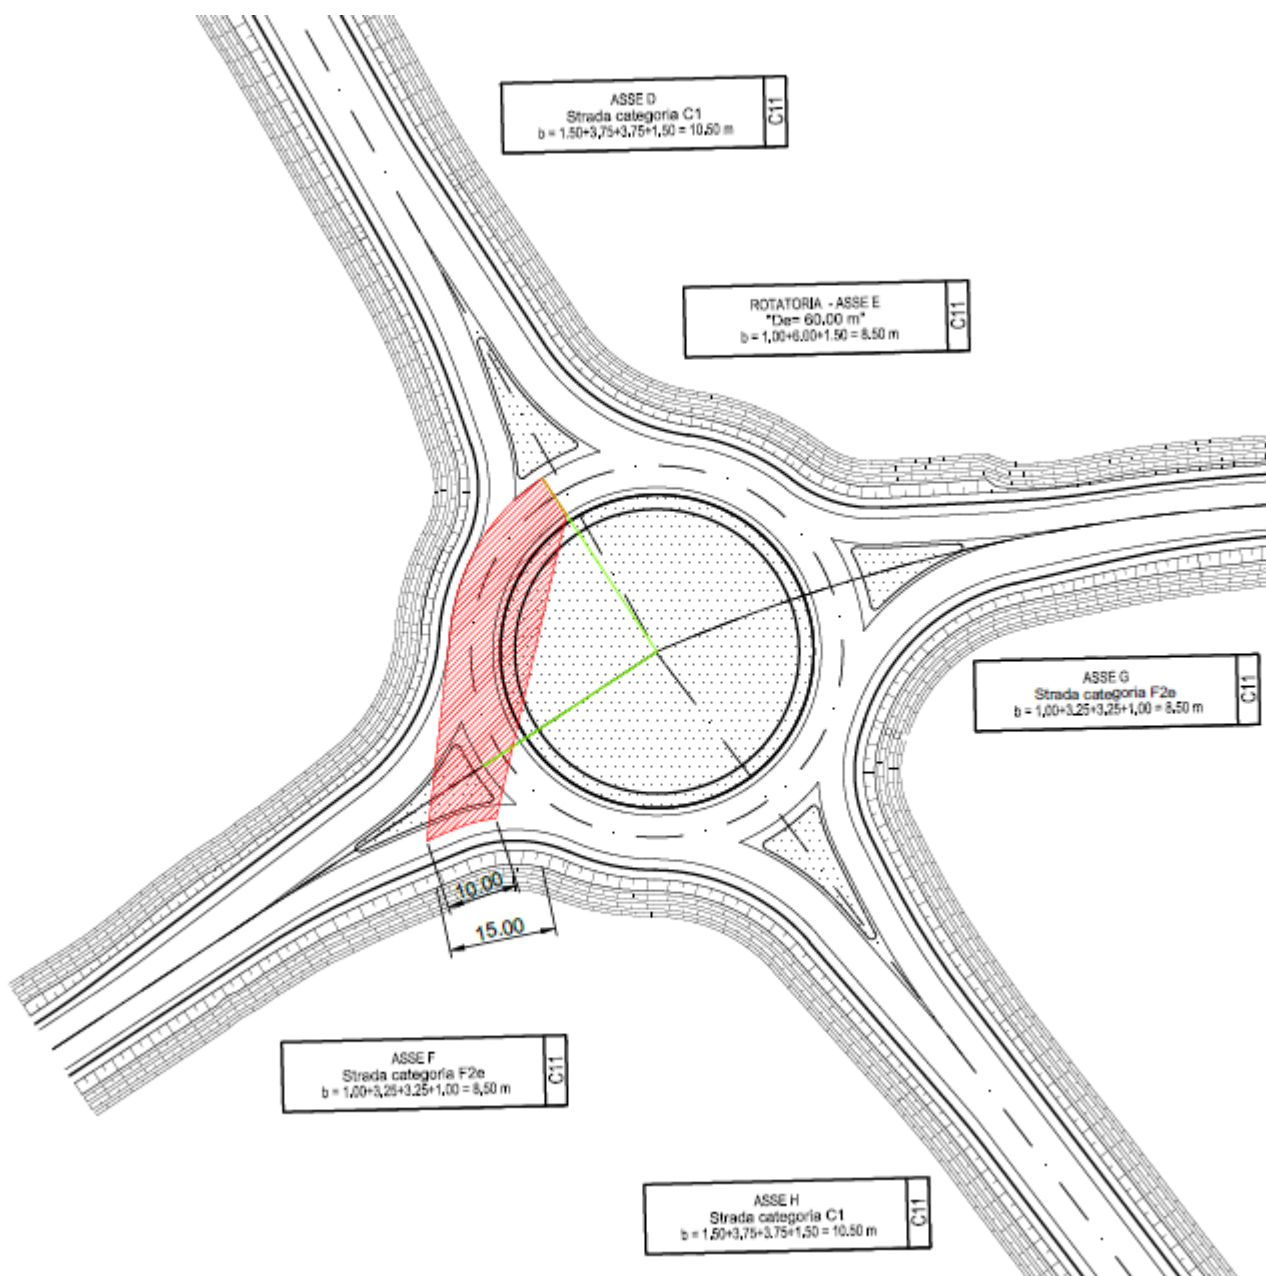 ASSE D
Strada categoria C1
b = 1.50+3.75+3.75+1.50 = 10.50 m
C11
ROTATORIA - ASSE E
"De= 60.00 m"
b = 1.00+6.00+1.50 = 8.50 m
C11
ASSE G
Strada categoria F2e
b = 1.00+3.25+3.25+1.00 = 8.50 m
C11
10.00
15.00
ASSE F
Strada categoria F2e
b = 1.00+3.25+3.25+1.00 = 8.50 m
C11
ASSE H
Strada categoria C1
b = 1.50+3.75+3.75+1.50 = 10.50 m
C11